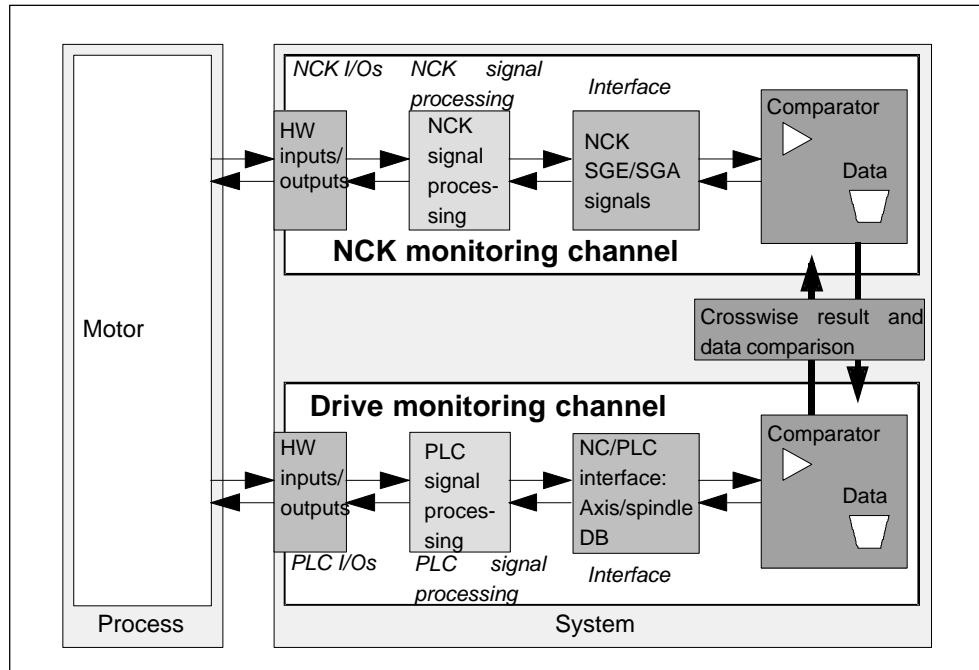 NCK I/Os NCK signal
processing
Interface
HW
inputs/
outputs
NCK
signal
proces-
sing
NCK
SGE/SGA
signals
Comparator
Data
NCK monitoring channel
Motor
Crosswise result and
data comparison
Drive monitoring channel
HW
inputs/
outputs
PLC
signal
proces-
sing
NC/PLC
interface:
Axis/spindle
DB
Comparator
Data
PLC I/Os PLC signal
processing
Interface
Process
System